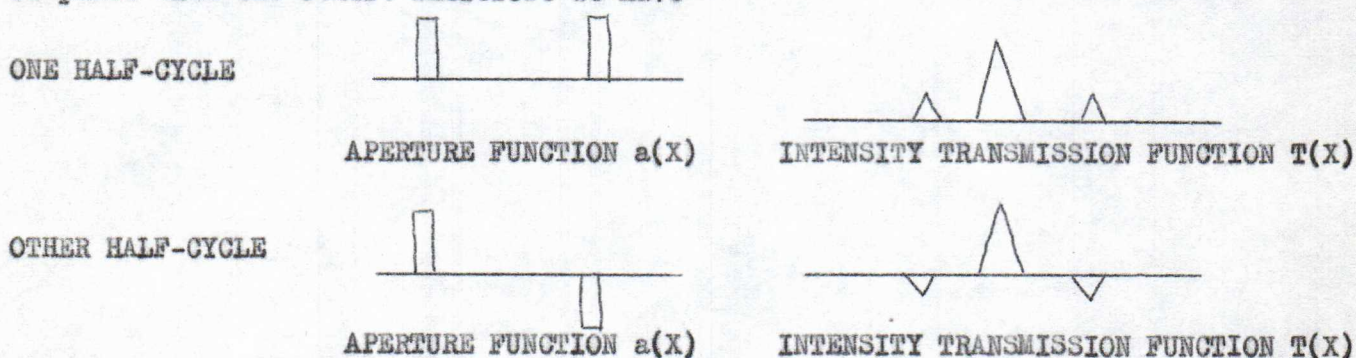 ONE HALF-CYCLE
APERTURE FUNCTION a(X)
INTENSITY TRANSMISSION FUNCTION T(X)
OTHER HALF-CYCLE
APERTURE FUNCTION a(X)
INTENSITY TRANSMISSION FUNCTION T(X)